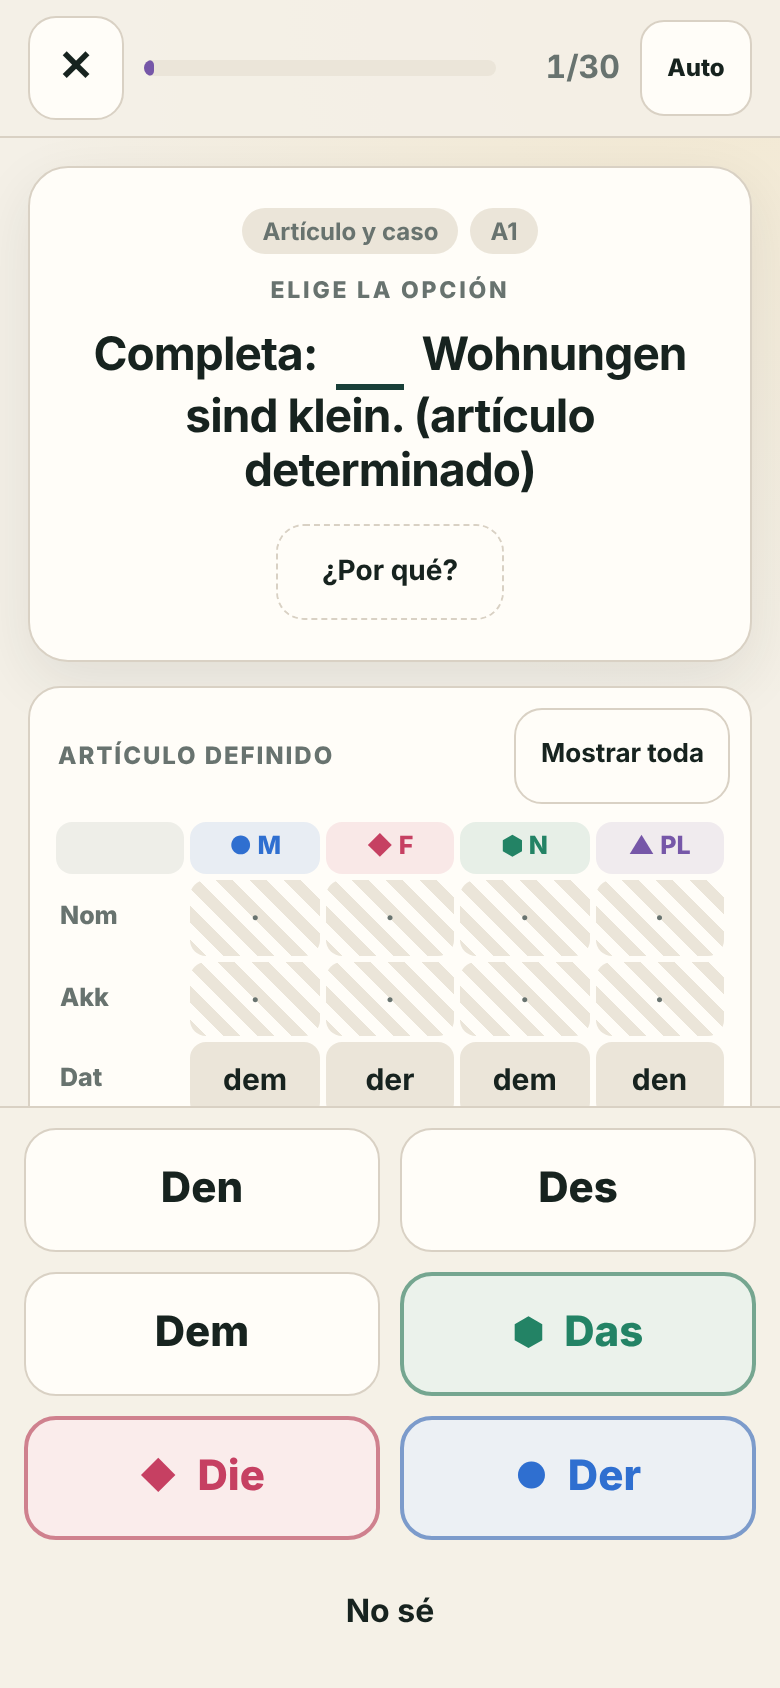 ✕ 1/30 Auto
Artículo y caso A1
ELIGE LA OPCIÓN
Completa: ___ Wohnungen
sind klein. (artículo
determinado)
¿Por qué?
ARTÍCULO DEFINIDO Mostrar toda
M F N PL
Nom · · · ·
Akk · · · ·
Dat dem der dem den
Den Des
Dem Das
Die Der
No sé